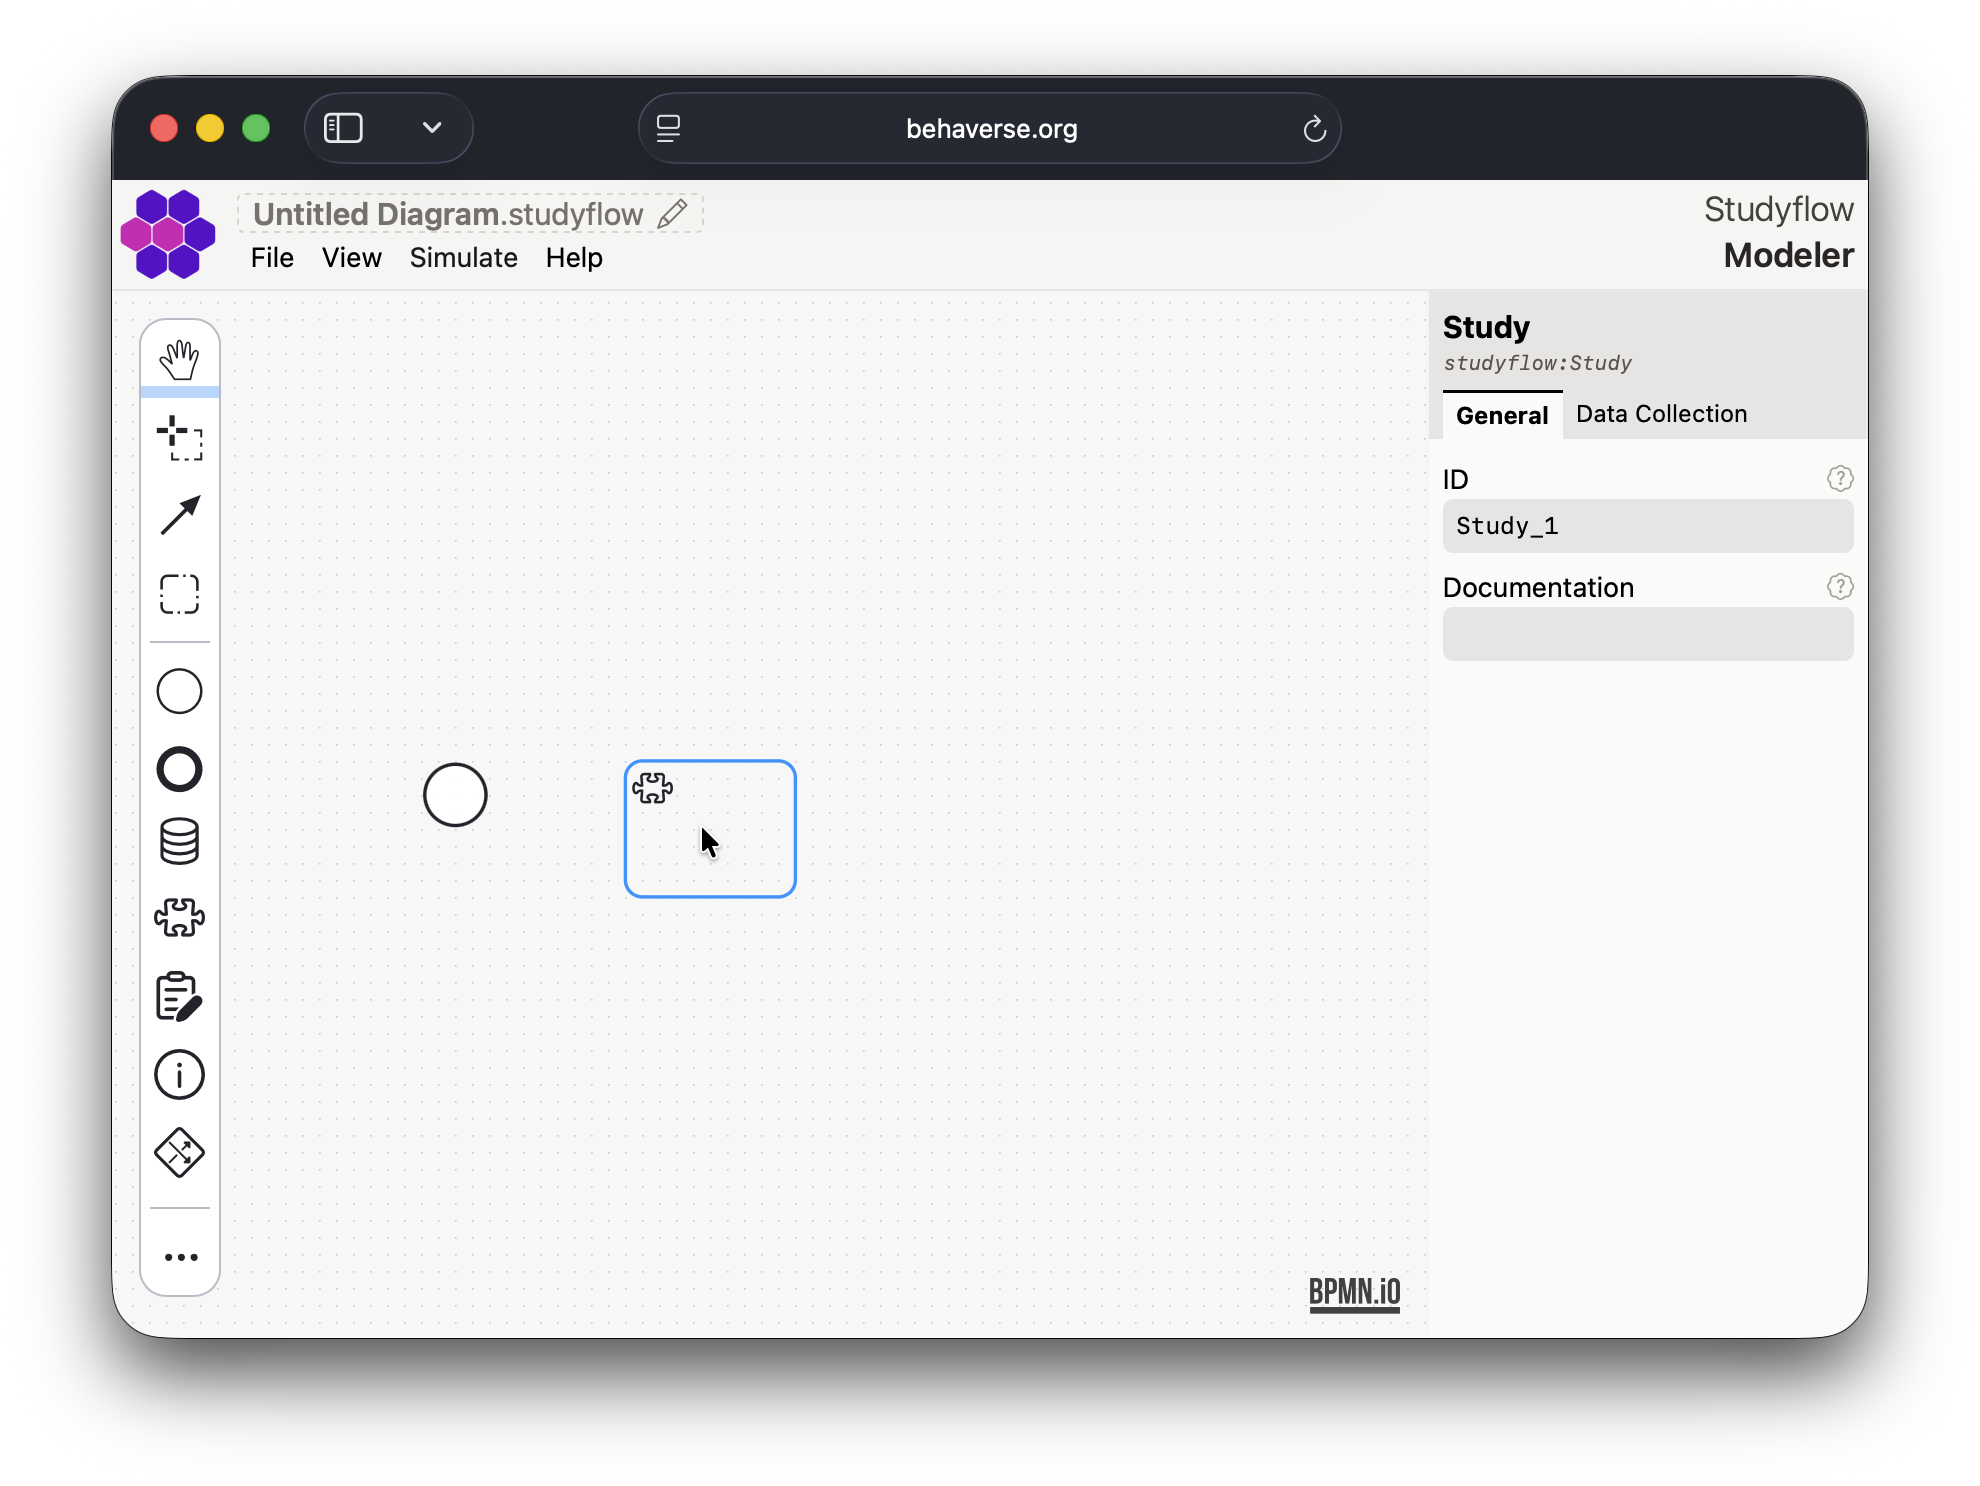 behaverse.org
Untitled Diagram.studyflow
File View Simulate Help
Studyflow
Modeler
Study
studyflow:Study
General Data Collection
ID
?
Study_1
Documentation
?
BPMN.iO